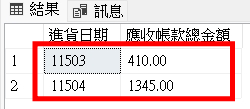 結果 訊息
進貨日期 應收帳款總金額
1 11503 410.00
2 11504 1345.00